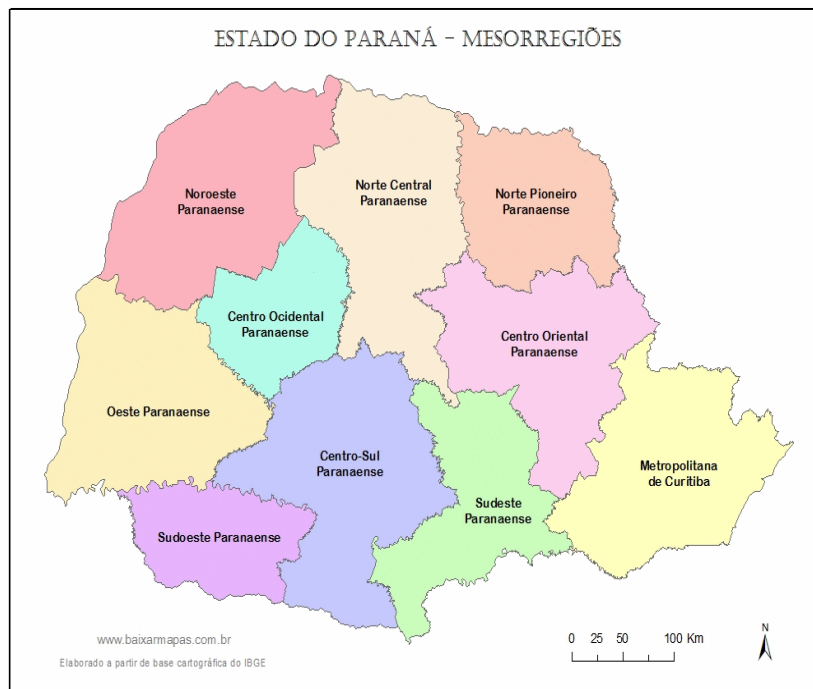 ESTADO DO PARANÁ - MESORREGIÕES
Noroeste
Paranaense
Norte Central
Paranaense
Norte Pioneiro
Paranaense
Centro Ocidental
Paranaense
Centro Oriental
Paranaense
Oeste Paranaense
Centro-Sul
Paranaense
Metropolitana
de Curitiba
Sudeste
Paranaense
Sudoeste Paranaense
www.baixarmapas.com.br
Elaborado a partir de base cartográfica do IBGE
0 25 50 100 Km
N